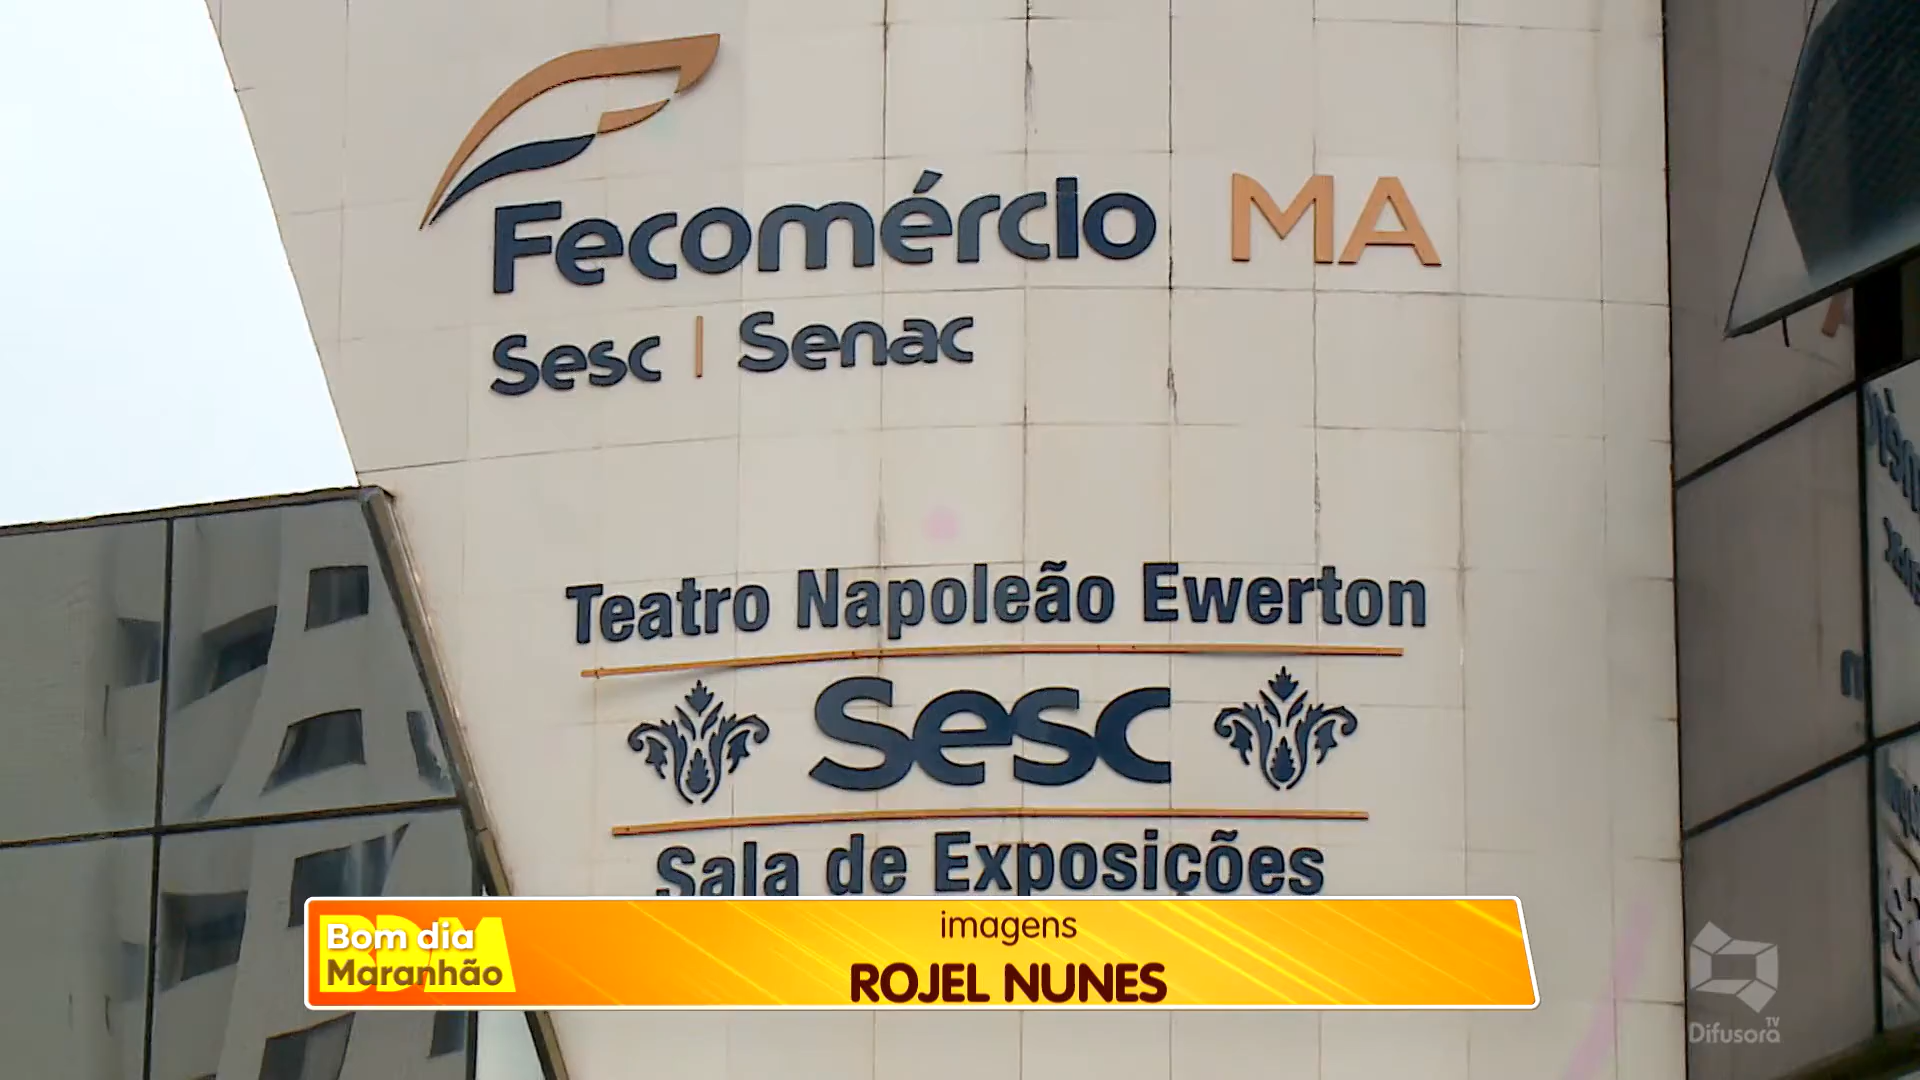 Fecomércio MA
Sesc | Senac
Teatro Napoleão Ewerton
Sesc
Sala de Exposições
Bom dia
Maranhão
imagens
ROJEL NUNES
Difusora
TV